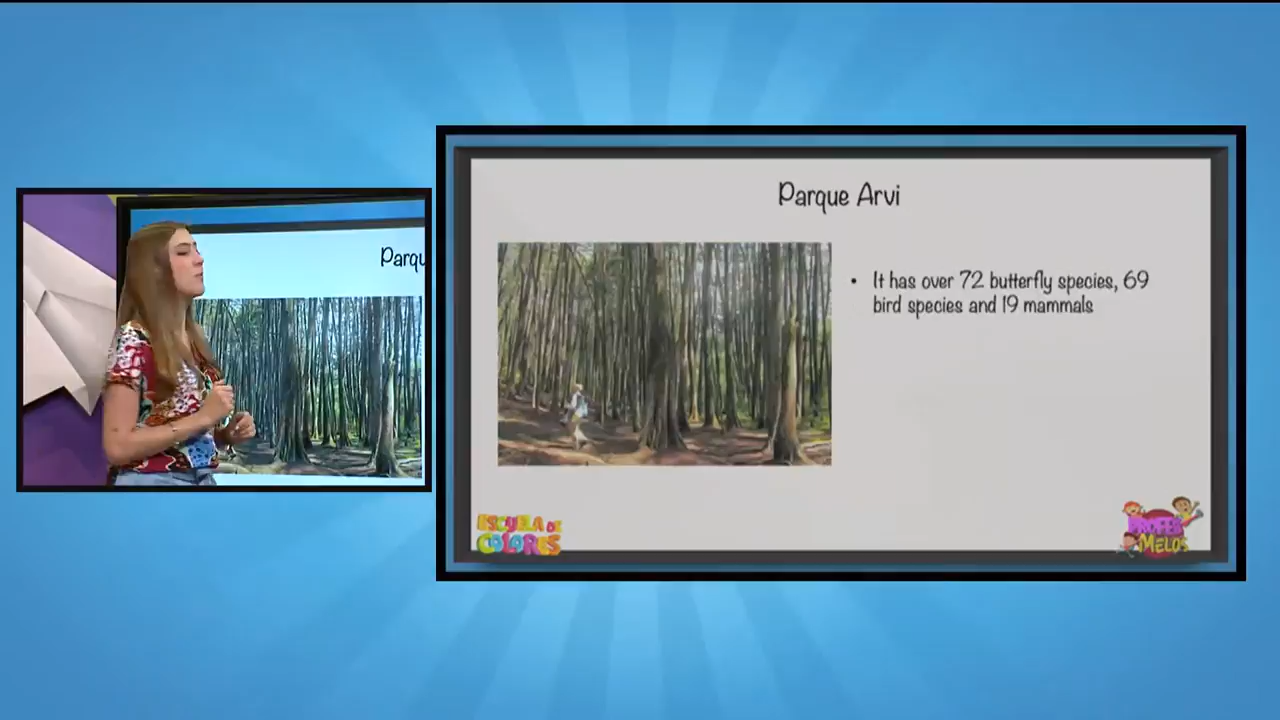 Parque Arvi
Parqu
• It has over 72 butterfly species, 69
bird species and 19 mammals
ESCUELA DE
COLORES
PROFES
MELOS